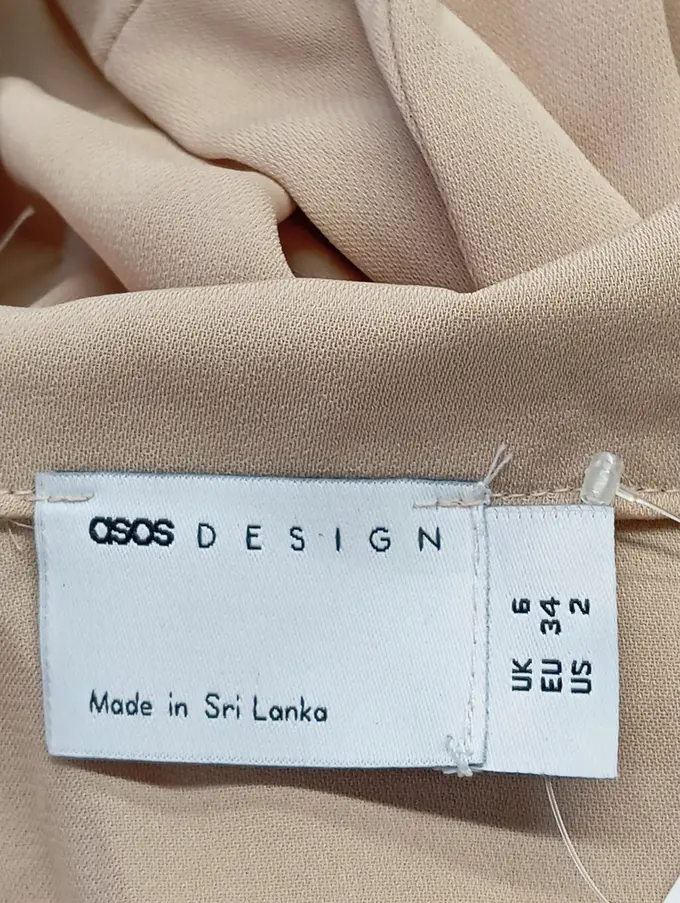 asos DESIGN
Made in Sri Lanka
UK 6
EU 34
US 2